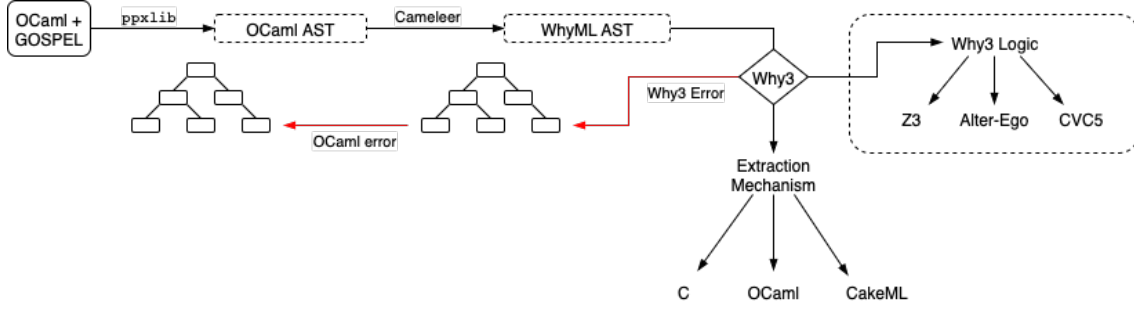 OCaml +
GOSPEL
ppxlib
OCaml AST
Cameleer
WhyML AST
Why3
Why3 Error
OCaml error
Why3 Logic
Z3
Alter-Ego
CVC5
Extraction
Mechanism
C
OCaml
CakeML